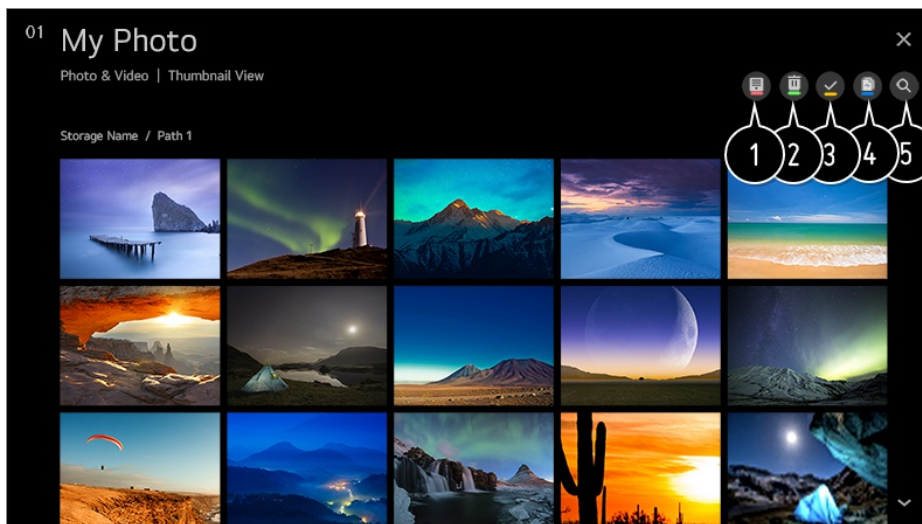 01
My Photo
Photo & Video | Thumbnail View
Storage Name / Path 1
1 2 3 4 5